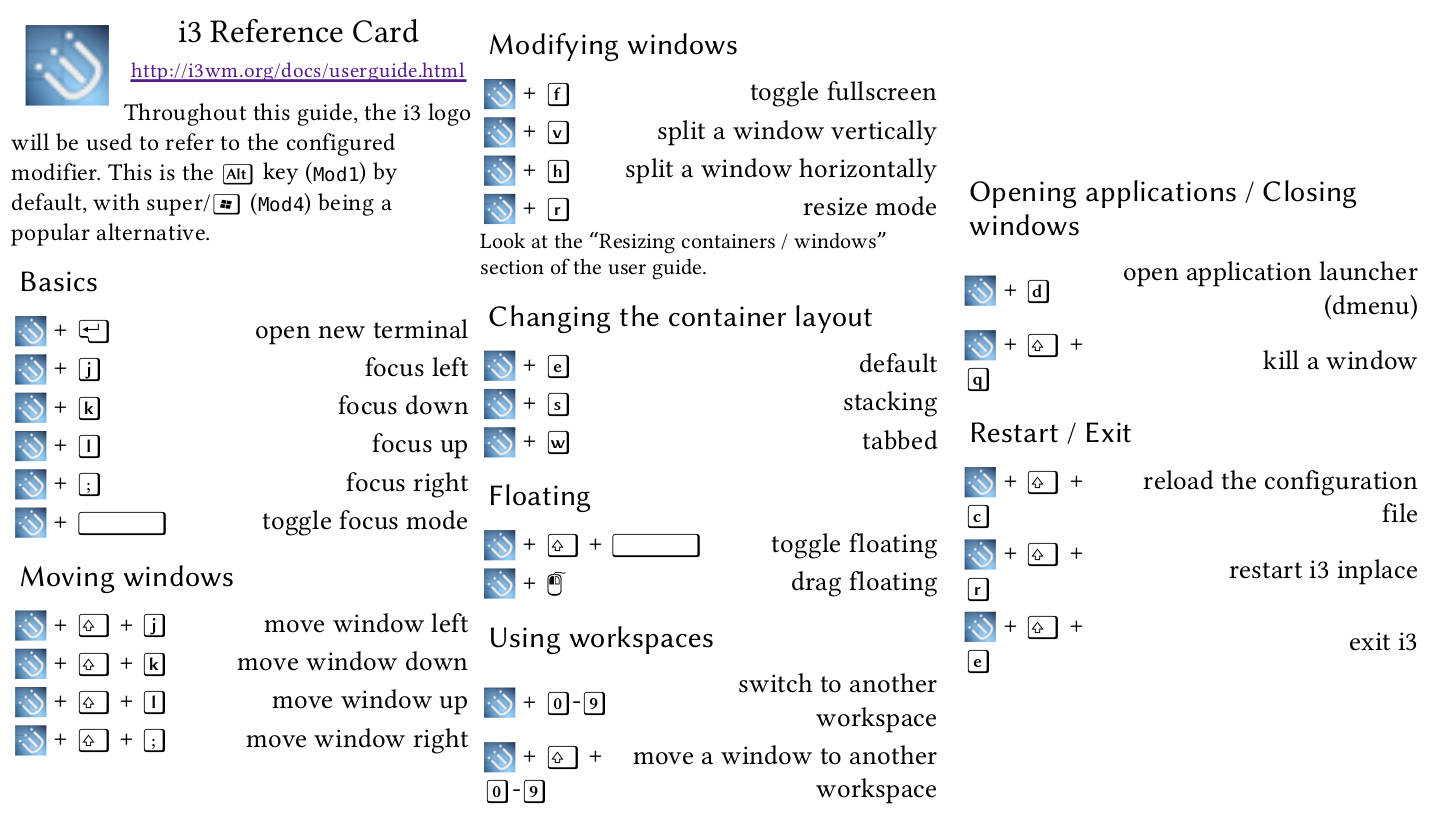 i3 Reference Card
http://i3wm.org/docs/userguide.html
Throughout this guide, the i3 logo
will be used to refer to the configured
modifier. This is the Alt key (Mod1) by
default, with super/ (Mod4) being a
popular alternative.
Basics
+ open new terminal
+ j focus left
+ k focus down
+ l focus up
+ ; focus right
+ toggle focus mode
Moving windows
+ ⇧ + j move window left
+ ⇧ + k move window down
+ ⇧ + l move window up
+ ⇧ + ; move window right
Modifying windows
+ f toggle fullscreen
+ v split a window vertically
+ h split a window horizontally
+ r resize mode
Look at the “Resizing containers / windows”
section of the user guide.
Changing the container layout
+ e default
+ s stacking
+ w tabbed
Floating
+ ⇧ + toggle floating
+ drag floating
Using workspaces
+ 0-9 switch to another
workspace
+ ⇧ + move a window to another
0-9 workspace
Opening applications / Closing
windows
+ d open application launcher
(dmenu)
+ ⇧ +
q kill a window
Restart / Exit
+ ⇧ + reload the configuration
c file
+ ⇧ +
r restart i3 inplace
+ ⇧ +
e exit i3